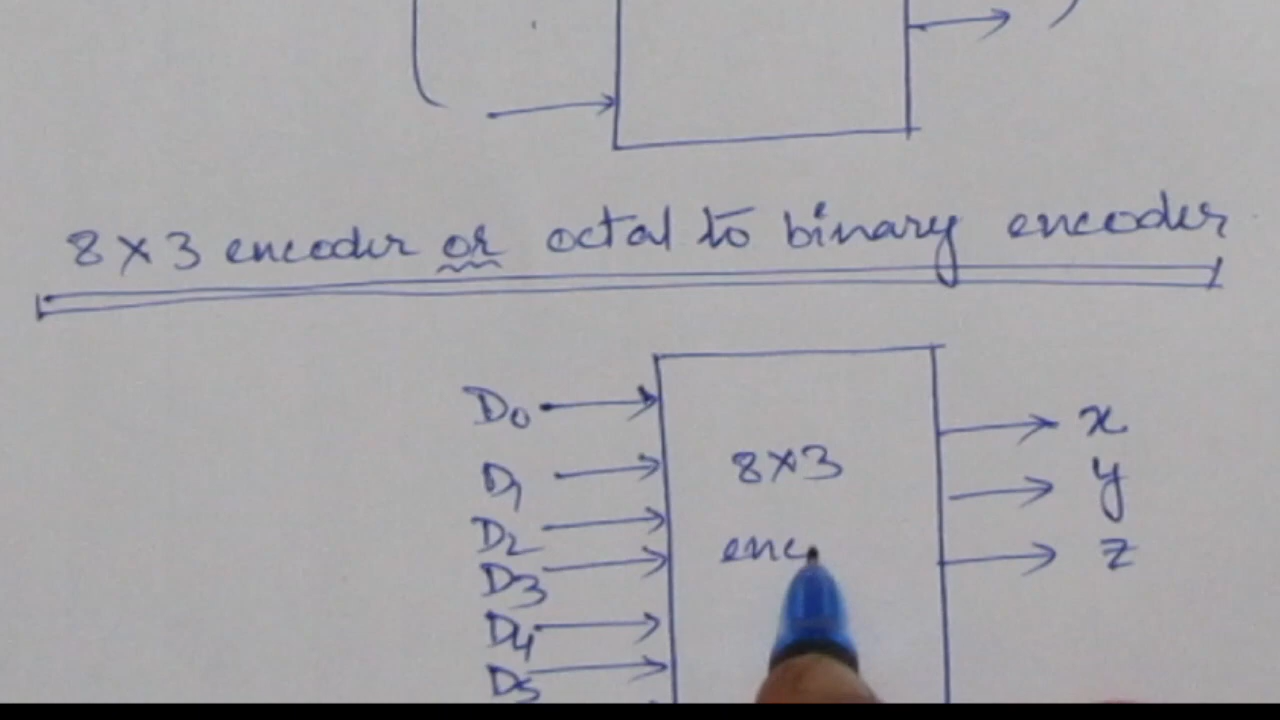 8×3 encoder or octal to binary encoder
D0 x
8×3
D1 y
D2 enc z
D3
D4
D5